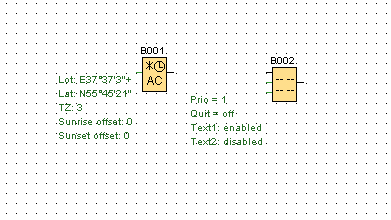 B001
AC
Lot: E37°37'3"+
Lat: N55°45'21"
TZ: 3
Sunrise offset: 0
Sunset offset: 0
B002
Prio = 1
Quit = off
Text1: enabled
Text2: disabled